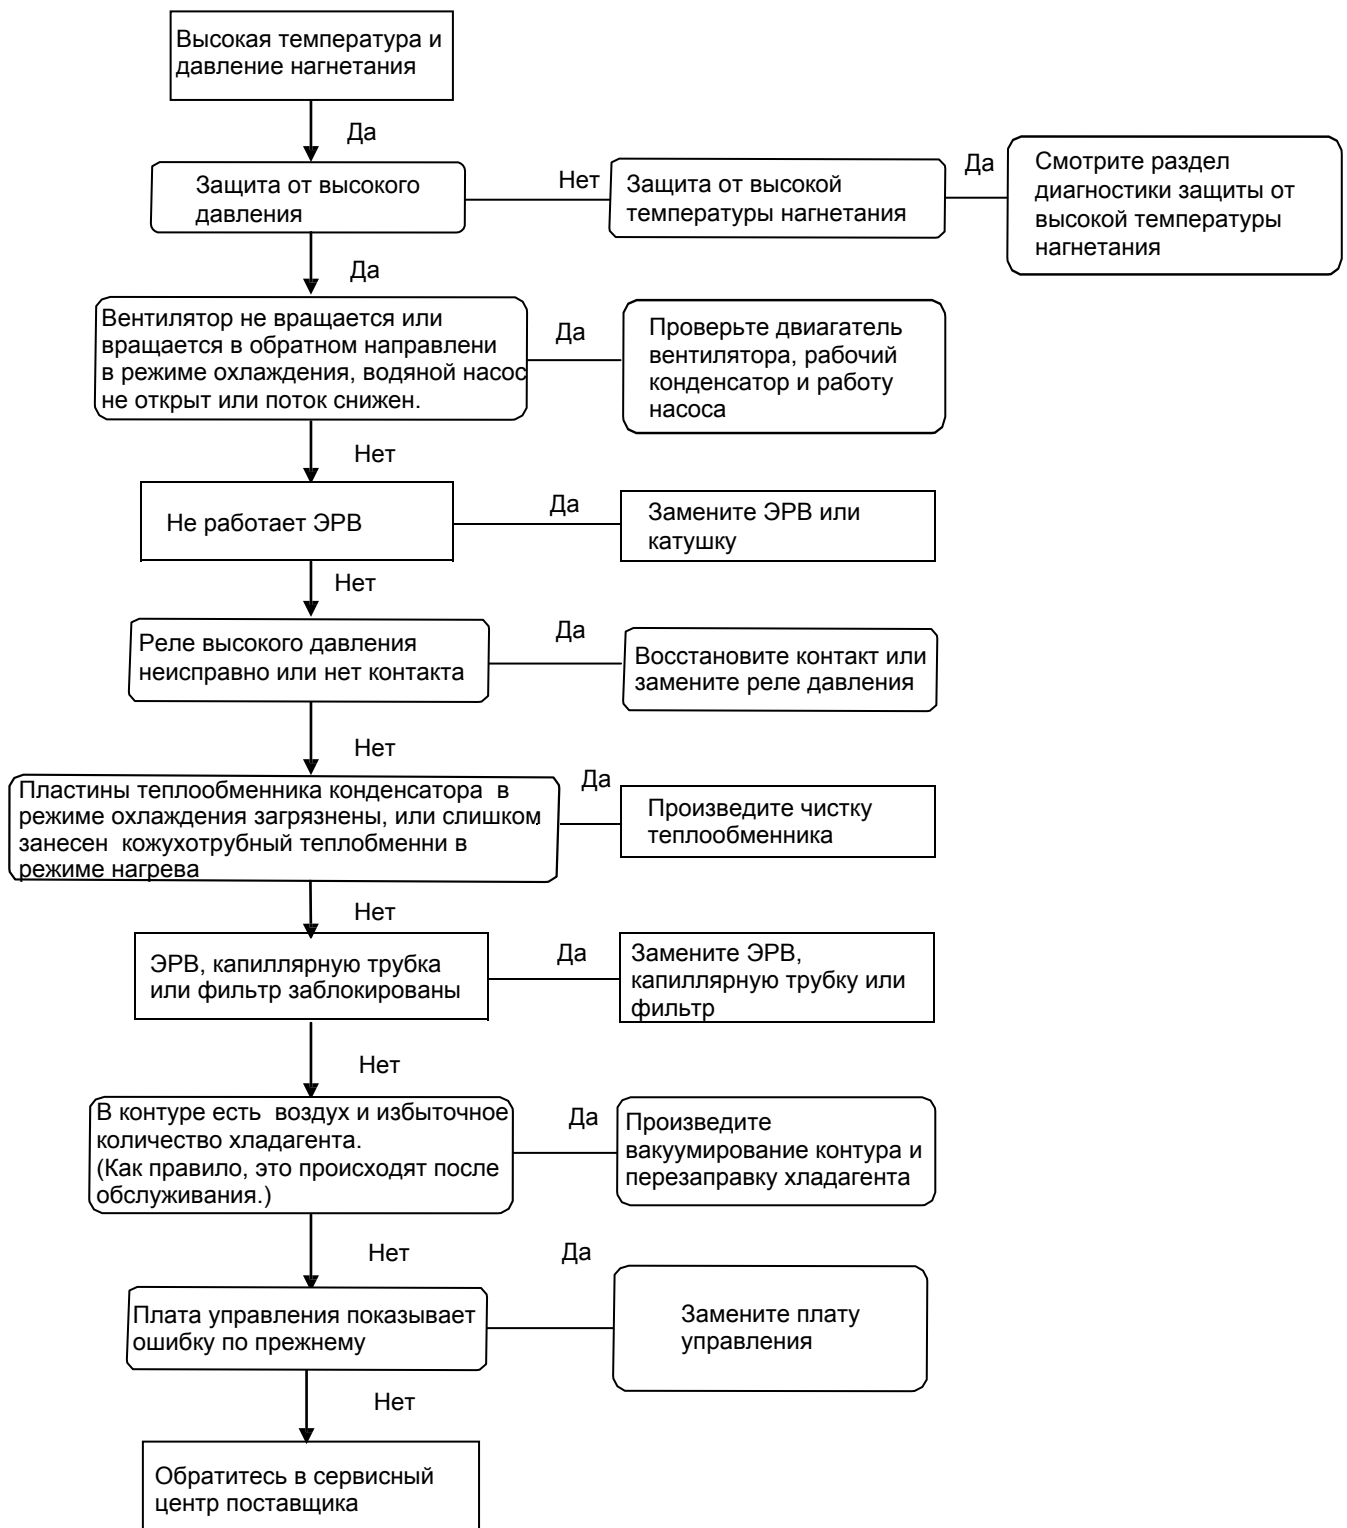 Высокая температура и
давление нагнетания
Да
Защита от высокого
давления
Нет
Защита от высокой
температуры нагнетания
Да
Смотрите раздел
диагностики защиты от
высокой температуры
нагнетания
Да
Вентилятор не вращается или
вращается в обратном направлени
в режиме охлаждения, водяной насос
не открыт или поток снижен.
Да
Проверьте двиагатель
вентилятора, рабочий
конденсатор и работу
насоса
Нет
Не работает ЭРВ
Да
Замените ЭРВ или
катушку
Нет
Реле высокого давления
неисправно или нет контакта
Да
Восстановите контакт или
замените реле давления
Нет
Пластины теплообменника конденсатора в
режиме охлаждения загрязнены, или слишком
занесен кожухотрубный теплобменни в
режиме нагрева
Да
Произведите чистку
теплообменника
Нет
ЭРВ, капиллярную трубка
или фильтр заблокированы
Да
Замените ЭРВ,
капиллярную трубку или
фильтр
Нет
В контуре есть воздух и избыточное
количество хладагента.
(Как правило, это происходят после
обслуживания.)
Да
Произведите
вакуумирование контура и
перезаправку хладагента
Нет
Плата управления показывает
ошибку по прежнему
Да
Замените плату
управления
Нет
Обратитесь в сервисный
центр поставщика